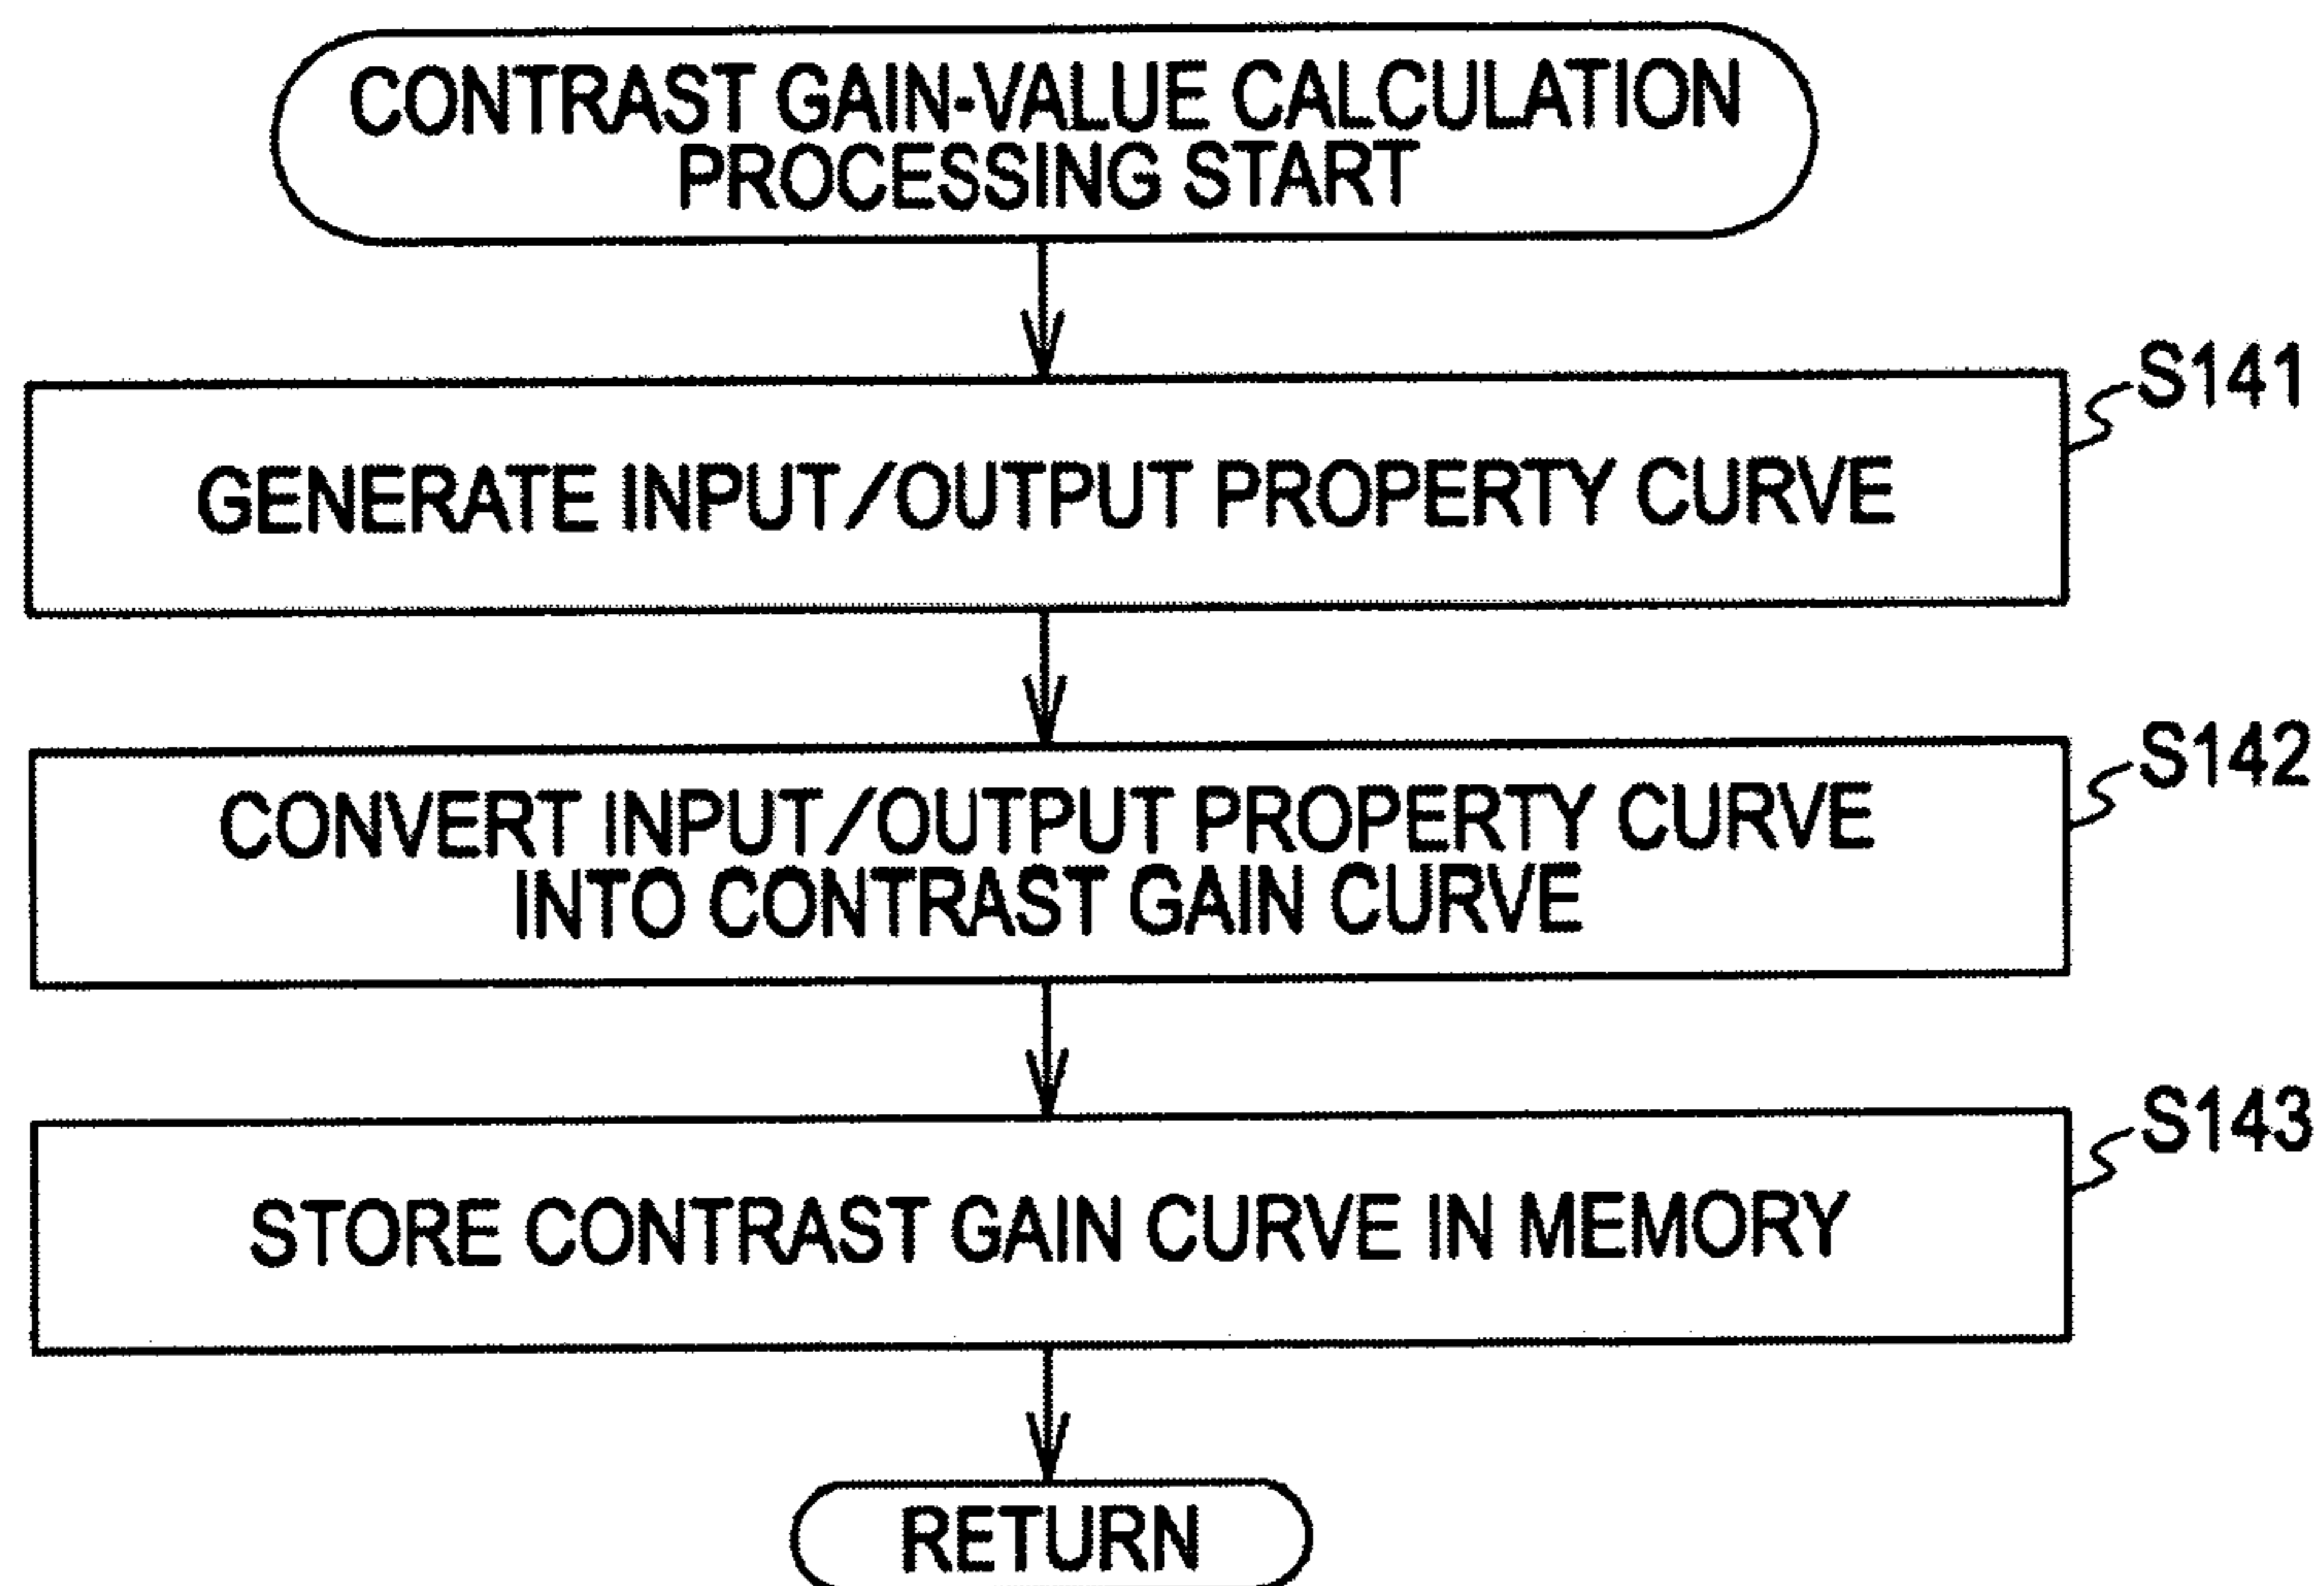 CONTRAST GAIN-VALUE CALCULATION
PROCESSING START
S141
GENERATE INPUT/OUTPUT PROPERTY CURVE
S142
CONVERT INPUT/OUTPUT PROPERTY CURVE
INTO CONTRAST GAIN CURVE
S143
STORE CONTRAST GAIN CURVE IN MEMORY
RETURN